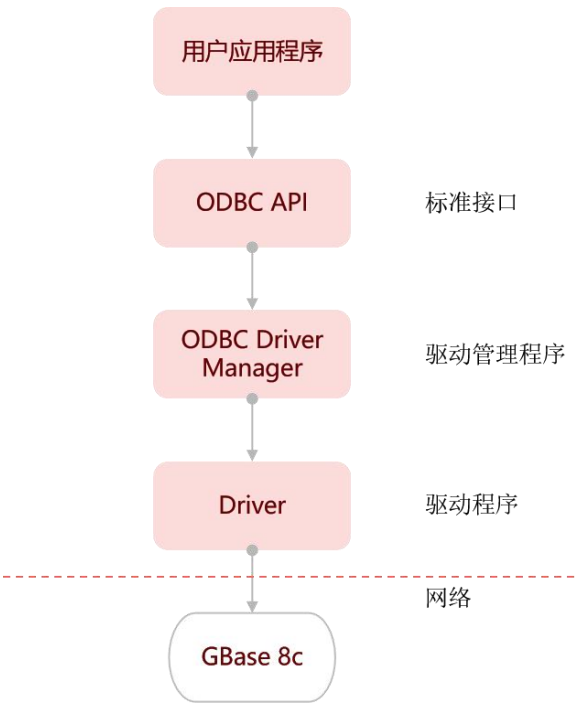 用户应用程序
ODBC API
标准接口
ODBC Driver
Manager
驱动管理程序
Driver
驱动程序
网络
GBase 8c